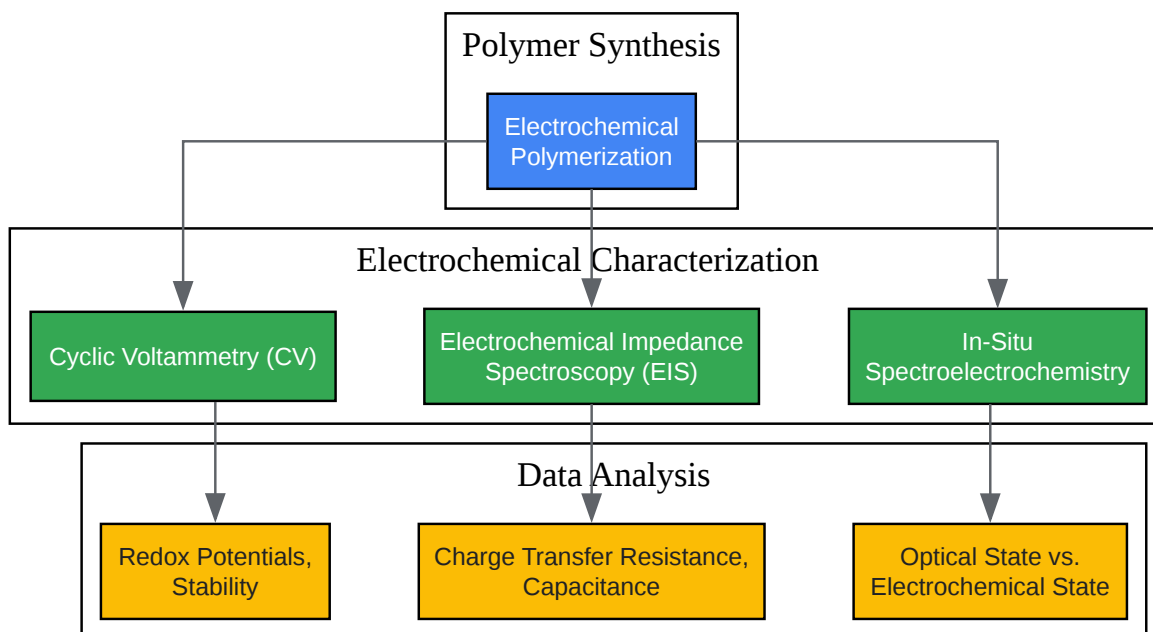 Polymer Synthesis
Electrochemical
Polymerization
Electrochemical Characterization
Cyclic Voltammetry (CV)
Electrochemical Impedance
Spectroscopy (EIS)
In-Situ
Spectroelectrochemistry
Data Analysis
Redox Potentials,
Stability
Charge Transfer Resistance,
Capacitance
Optical State vs.
Electrochemical State